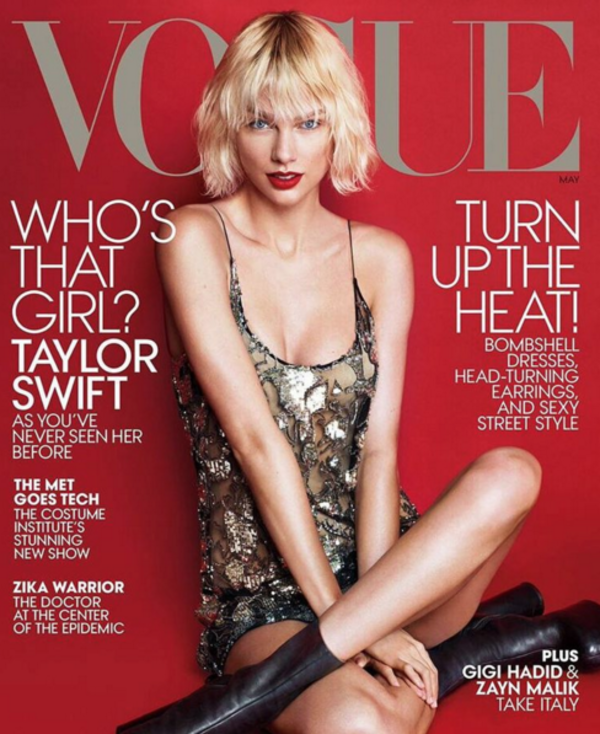 VOGUE
MAY
WHO'S
THAT
GIRL?
TAYLOR
SWIFT
AS YOU'VE
NEVER SEEN HER
BEFORE
THE MET
GOES TECH
THE COSTUME
INSTITUTE'S
STUNNING
NEW SHOW
ZIKA WARRIOR
THE DOCTOR
AT THE CENTER
OF THE EPIDEMIC
TURN
UP THE
HEAT!
BOMBSHELL
DRESSES,
HEAD-TURNING
EARRINGS,
AND SEXY
STREET STYLE
PLUS
GIGI HADID &
ZAYN MALIK
TAKE ITALY